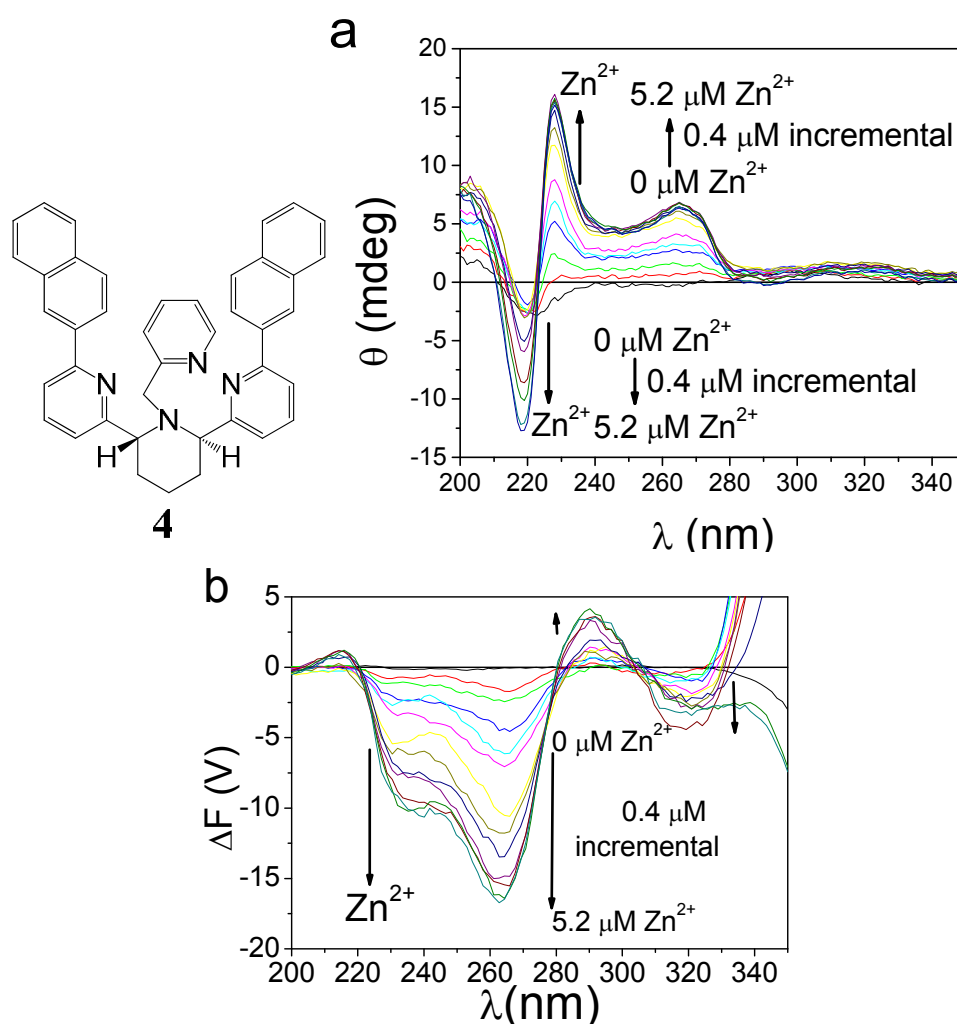 a
Zn2+
5.2 μM Zn2+
0.4 μM incremental
0 μM Zn2+
0 μM Zn2+
0.4 μM incremental
Zn2+
5.2 μM Zn2+
θ (mdeg)
20
15
10
5
0
-5
-10
-15
200 220 240 260 280 300 320 340
λ (nm)
N
N
N
N
H
H
4
b
0 μM Zn2+
0.4 μM
incremental
5.2 μM Zn2+
Zn2+
ΔF (V)
5
0
-5
-10
-15
-20
200 220 240 260 280 300 320 340
λ(nm)